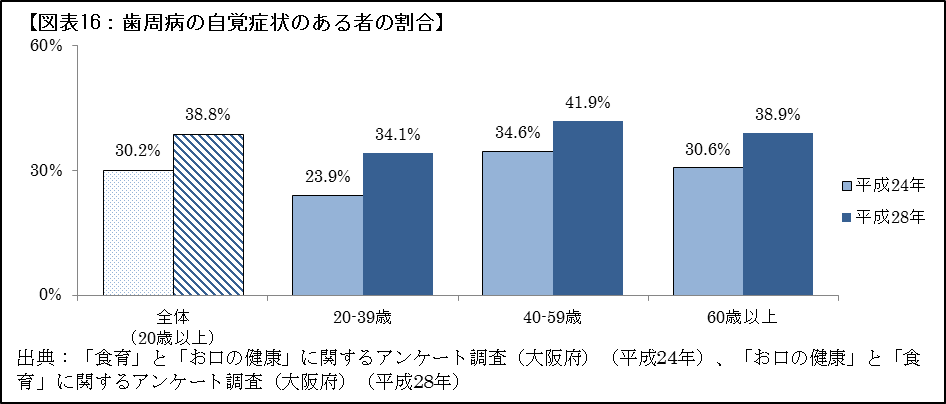 【図表16：歯周病の自覚症状のある者の割合】
60%
30%
0%
30.2%
38.8%
23.9%
34.1%
34.6%
41.9%
30.6%
38.9%
平成24年
平成28年
全体
（20歳以上）
20-39歳
40-59歳
60歳以上
出典：「食育」と「お口の健康」に関するアンケート調査（大阪府）（平成24年）、「お口の健康」と「食
育」に関するアンケート調査（大阪府）（平成28年）